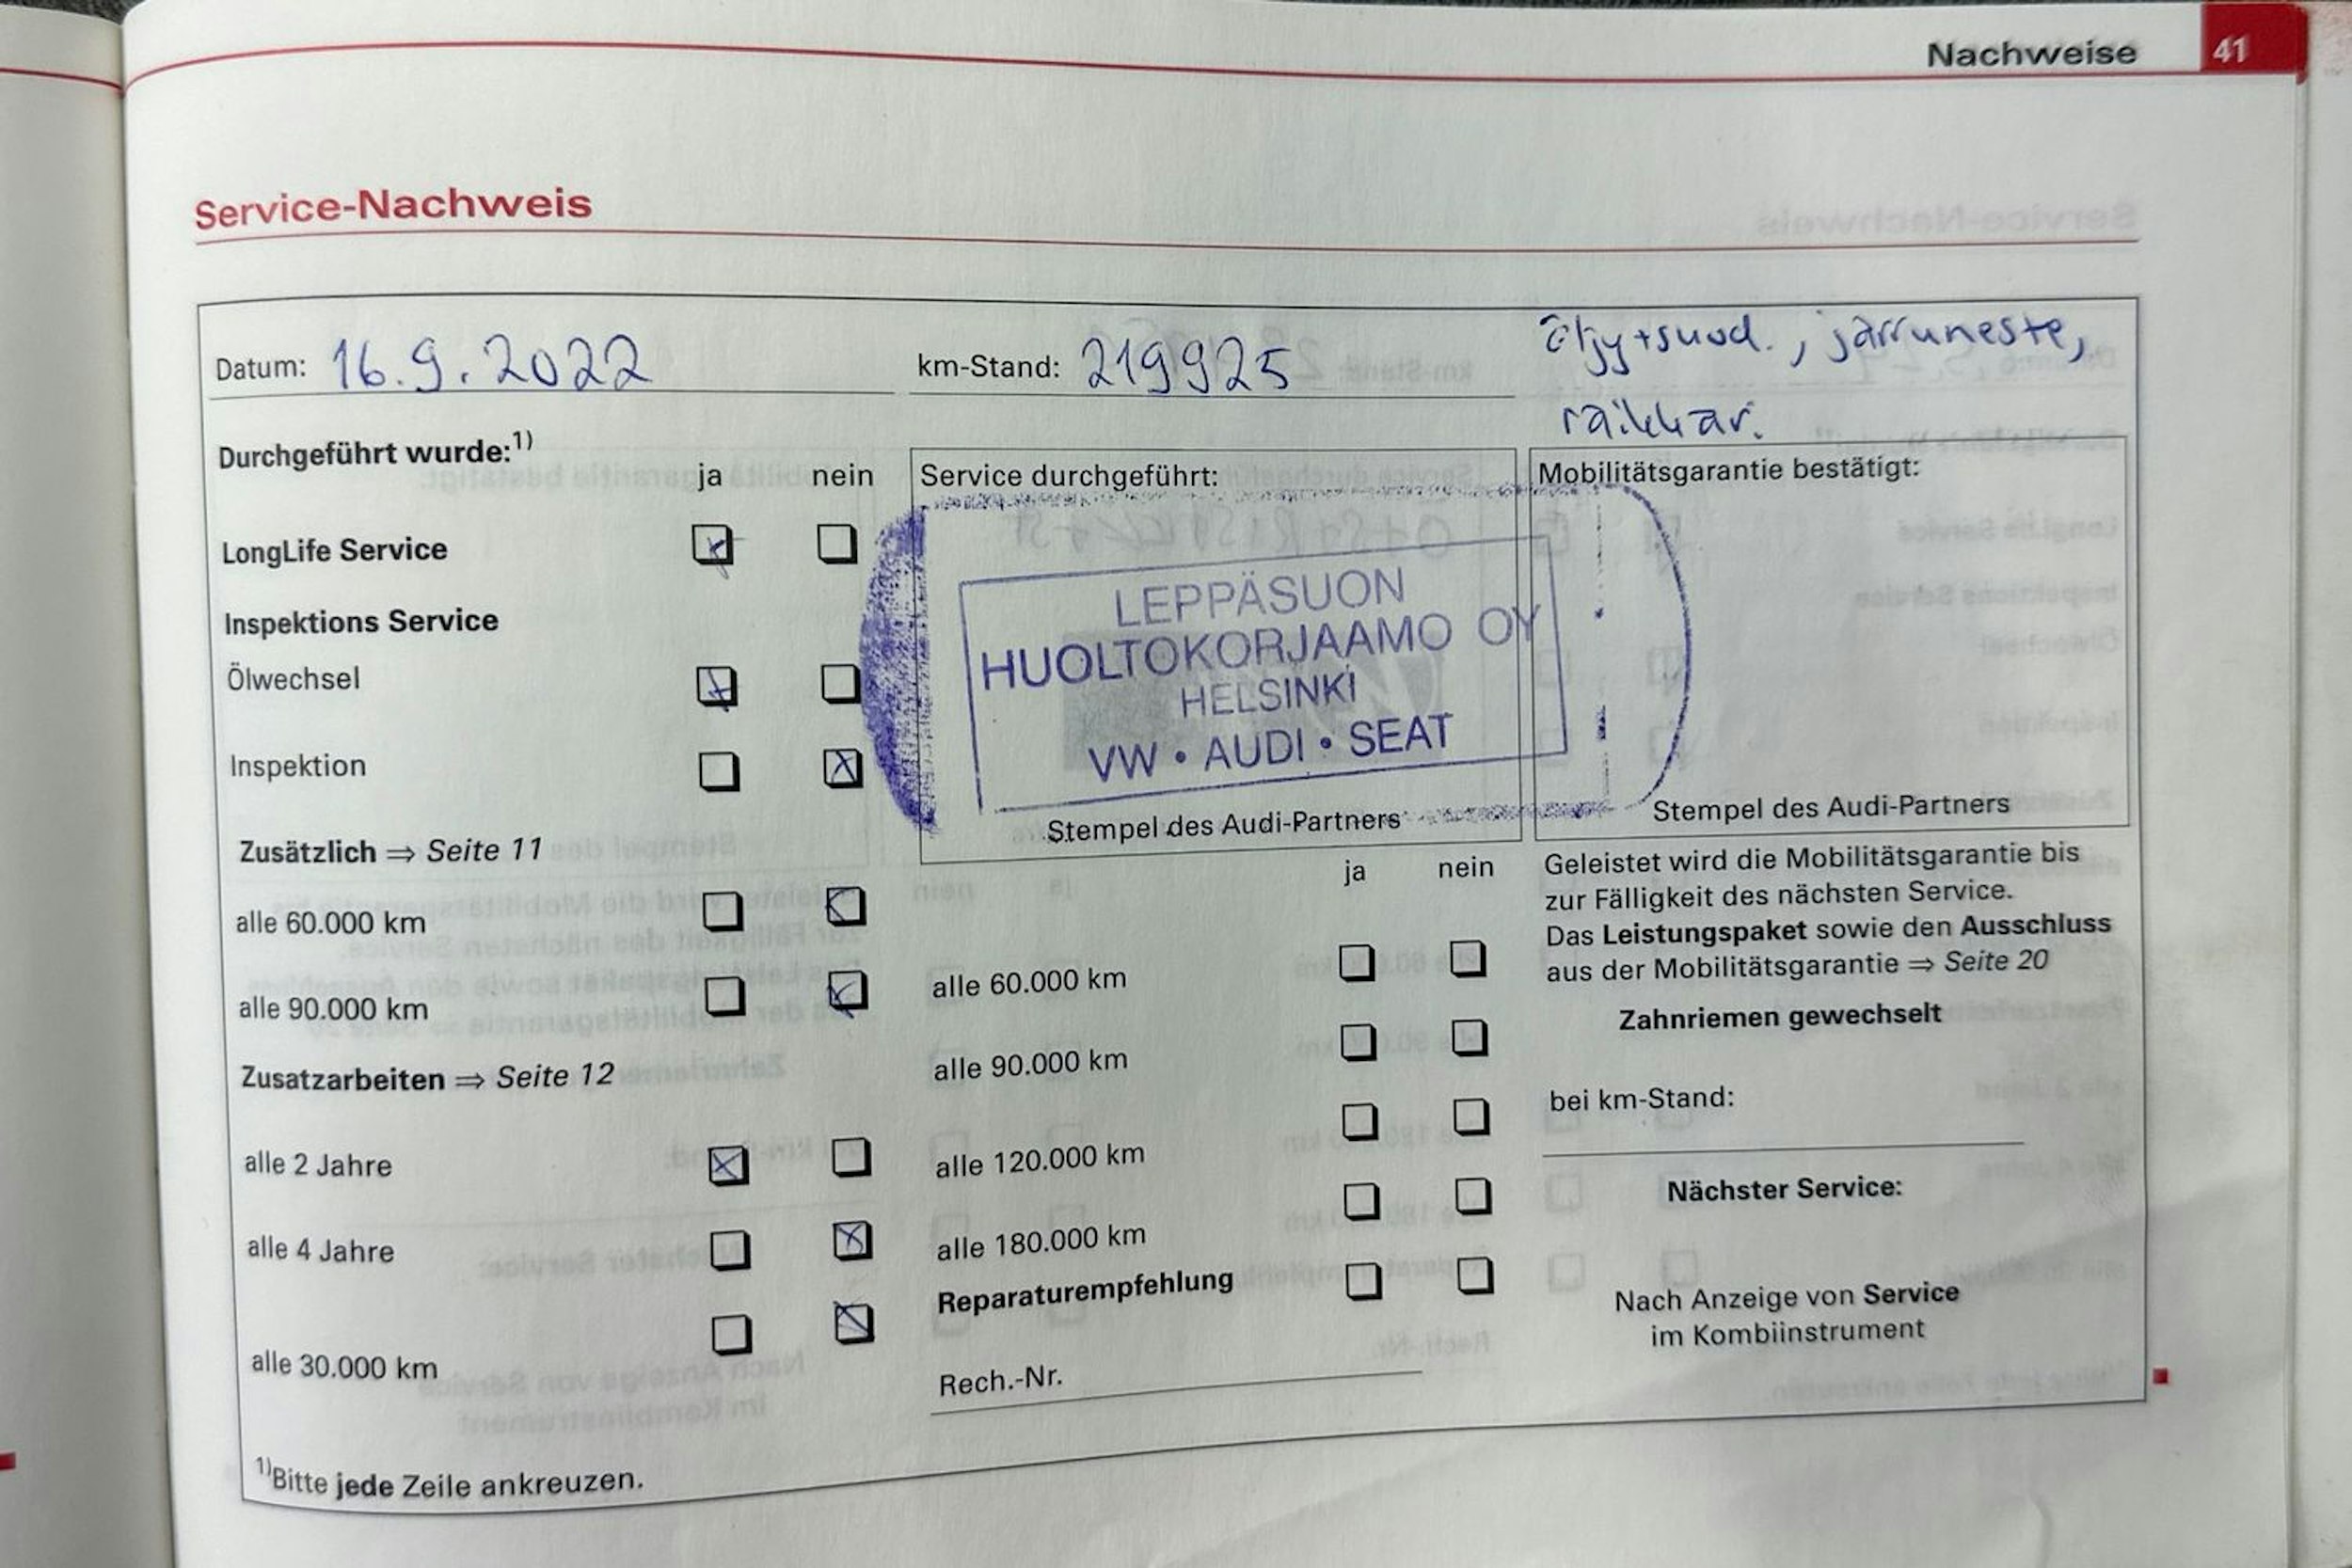 Nachweise 41
Service-Nachweis
Datum: 16.9.2022
km-Stand: 219925
öljy+suod., jarruneste,
raikkar.
Durchgeführt wurde:1)
ja nein
LongLife Service
Inspektions Service
Ölwechsel
Inspektion
Zusätzlich ⇒ Seite 11
alle 60.000 km
alle 90.000 km
Zusatzarbeiten ⇒ Seite 12
alle 2 Jahre
alle 4 Jahre
alle 30.000 km
Service durchgeführt:
LEPPÄSUON
HUOLTOKORJAAMO OY
HELSINKI
VW • AUDI • SEAT
Stempel des Audi-Partners
ja nein
alle 60.000 km
alle 90.000 km
alle 120.000 km
alle 180.000 km
Reparaturempfehlung
Rech.-Nr.
Mobilitätsgarantie bestätigt:
Stempel des Audi-Partners
Geleistet wird die Mobilitätsgarantie bis
zur Fälligkeit des nächsten Service.
Das Leistungspaket sowie den Ausschluss
aus der Mobilitätsgarantie ⇒ Seite 20
Zahnriemen gewechselt
bei km-Stand:
Nächster Service:
Nach Anzeige von Service
im Kombiinstrument
1)Bitte jede Zeile ankreuzen.